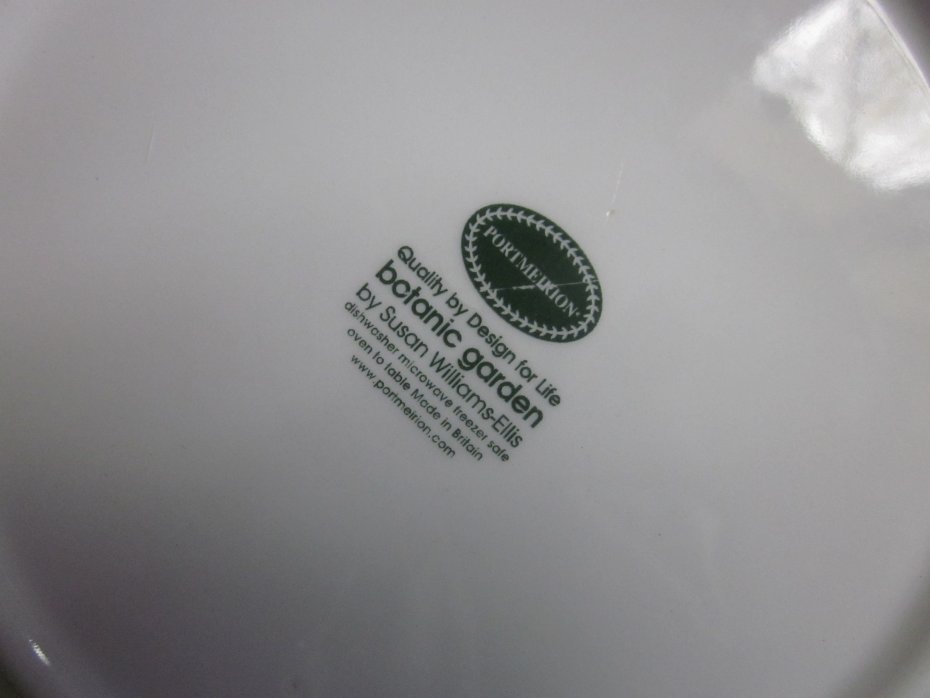 PORTMEIRION
Quality by Design for Life
botanic garden
by Susan Williams-Ellis
dishwasher microwave freezer safe
oven to table Made in Britain
www.portmeirion.com